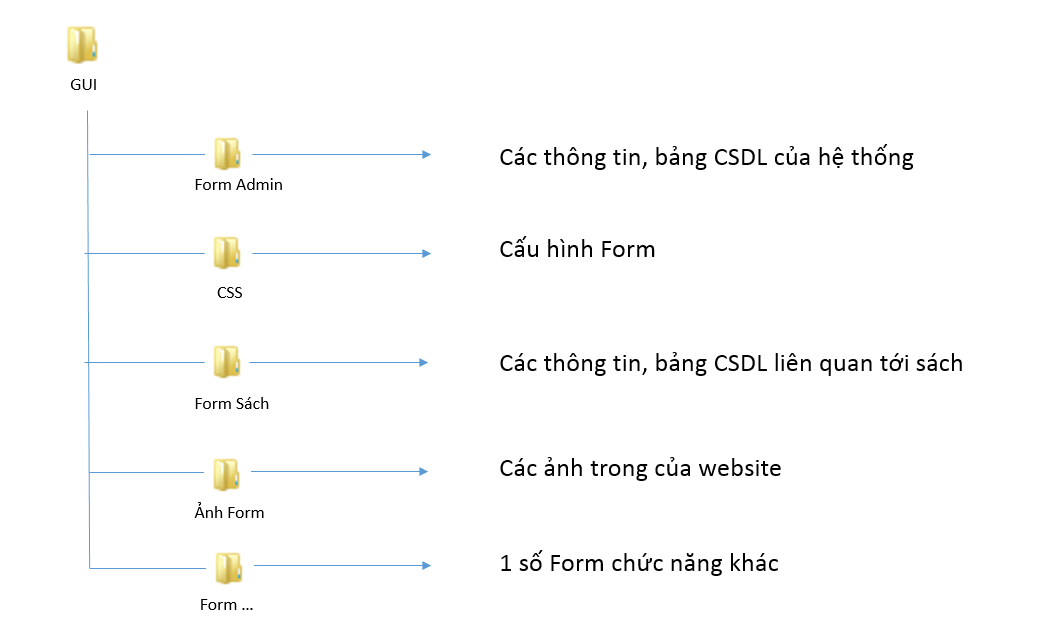 GUI
Form Admin
Các thông tin, bảng CSDL của hệ thống
CSS
Cấu hình Form
Form Sách
Các thông tin, bảng CSDL liên quan tới sách
Ảnh Form
Các ảnh trong của website
Form ...
1 số Form chức năng khác